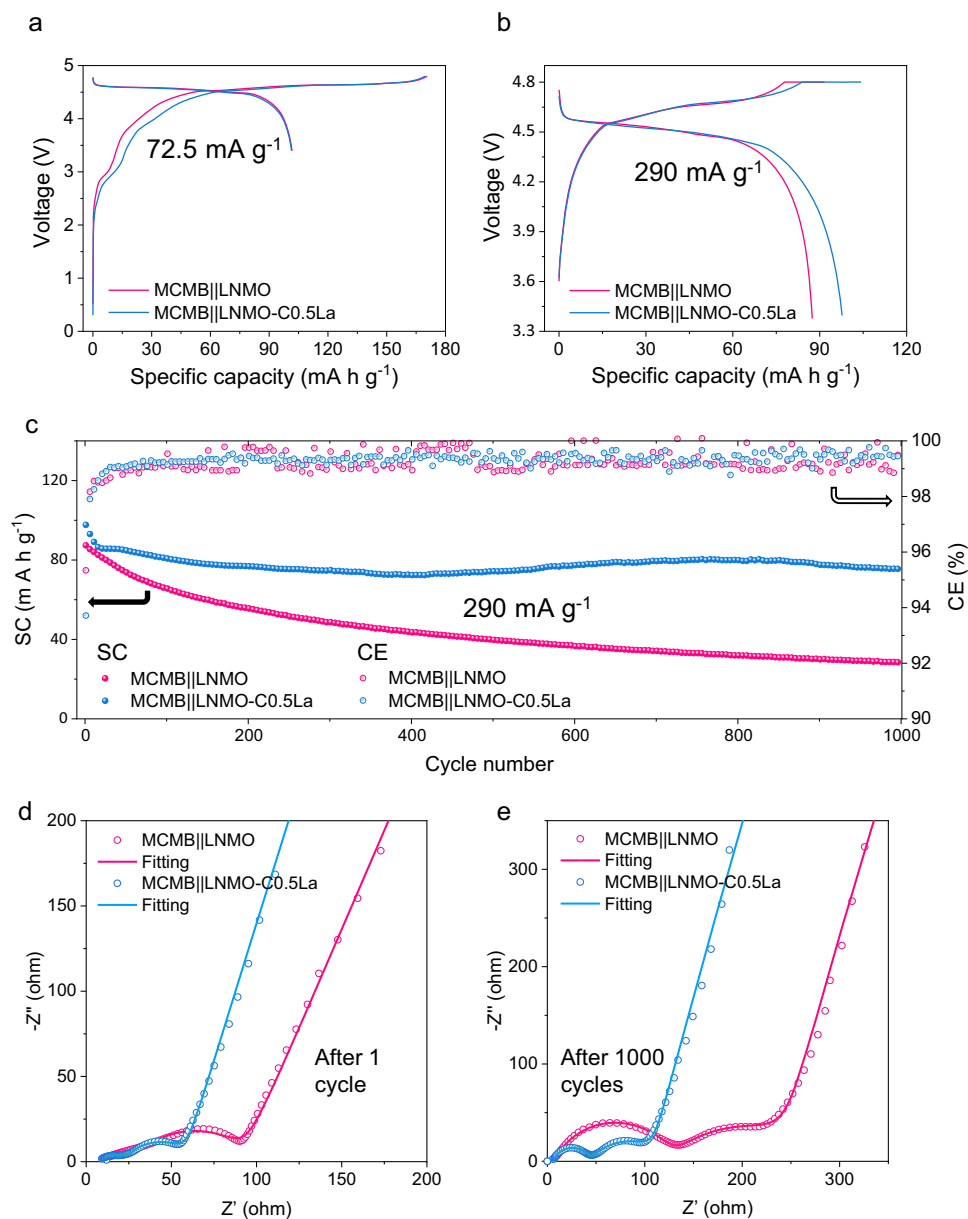 a
b
5
4
3
2
1
0
Voltage (V)
72.5 mA g⁻¹
MCMB||LNMO
MCMB||LNMO-C0.5La
0 30 60 90 120 150 180
Specific capacity (mA h g⁻¹)
4.8
4.5
4.2
3.9
3.6
3.3
Voltage (V)
290 mA g⁻¹
MCMB||LNMO
MCMB||LNMO-C0.5La
0 30 60 90 120
Specific capacity (mA h g⁻¹)
c
120
80
40
0
SC (m A h g⁻¹)
290 mA g⁻¹
SC
MCMB||LNMO
MCMB||LNMO-C0.5La
CE
MCMB||LNMO
MCMB||LNMO-C0.5La
100
98
96
94
92
90
CE (%)
0 200 400 600 800 1000
Cycle number
d
200
150
100
50
0
-Z" (ohm)
MCMB||LNMO
Fitting
MCMB||LNMO-C0.5La
Fitting
After 1
cycle
0 50 100 150 200
Z' (ohm)
e
300
200
100
0
-Z" (ohm)
MCMB||LNMO
Fitting
MCMB||LNMO-C0.5La
Fitting
After 1000
cycles
0 100 200 300
Z' (ohm)